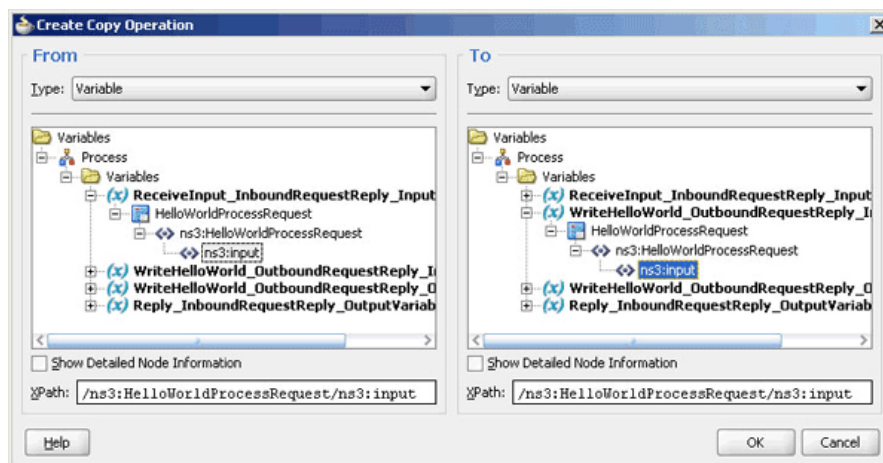 Create Copy Operation
From
Type: Variable
Variables
Process
Variables
(x) ReceiveInput_InboundRequestReply_Input
HelloWorldProcessRequest
<> ns3:HelloWorldProcessRequest
<> ns3:input
(x) WriteHelloWorld_OutboundRequestReply_I
(x) WriteHelloWorld_OutboundRequestReply_O
(x) Reply_InboundRequestReply_OutputVariab
Show Detailed Node Information
XPath: /ns3:HelloWorldProcessRequest/ns3:input
To
Type: Variable
Variables
Process
Variables
(x) ReceiveInput_InboundRequestReply_Input
(x) WriteHelloWorld_OutboundRequestReply_I
HelloWorldProcessRequest
<> ns3:HelloWorldProcessRequest
<> ns3:input
(x) WriteHelloWorld_OutboundRequestReply_O
(x) Reply_InboundRequestReply_OutputVariab
Show Detailed Node Information
XPath: /ns3:HelloWorldProcessRequest/ns3:input
Help
OK
Cancel